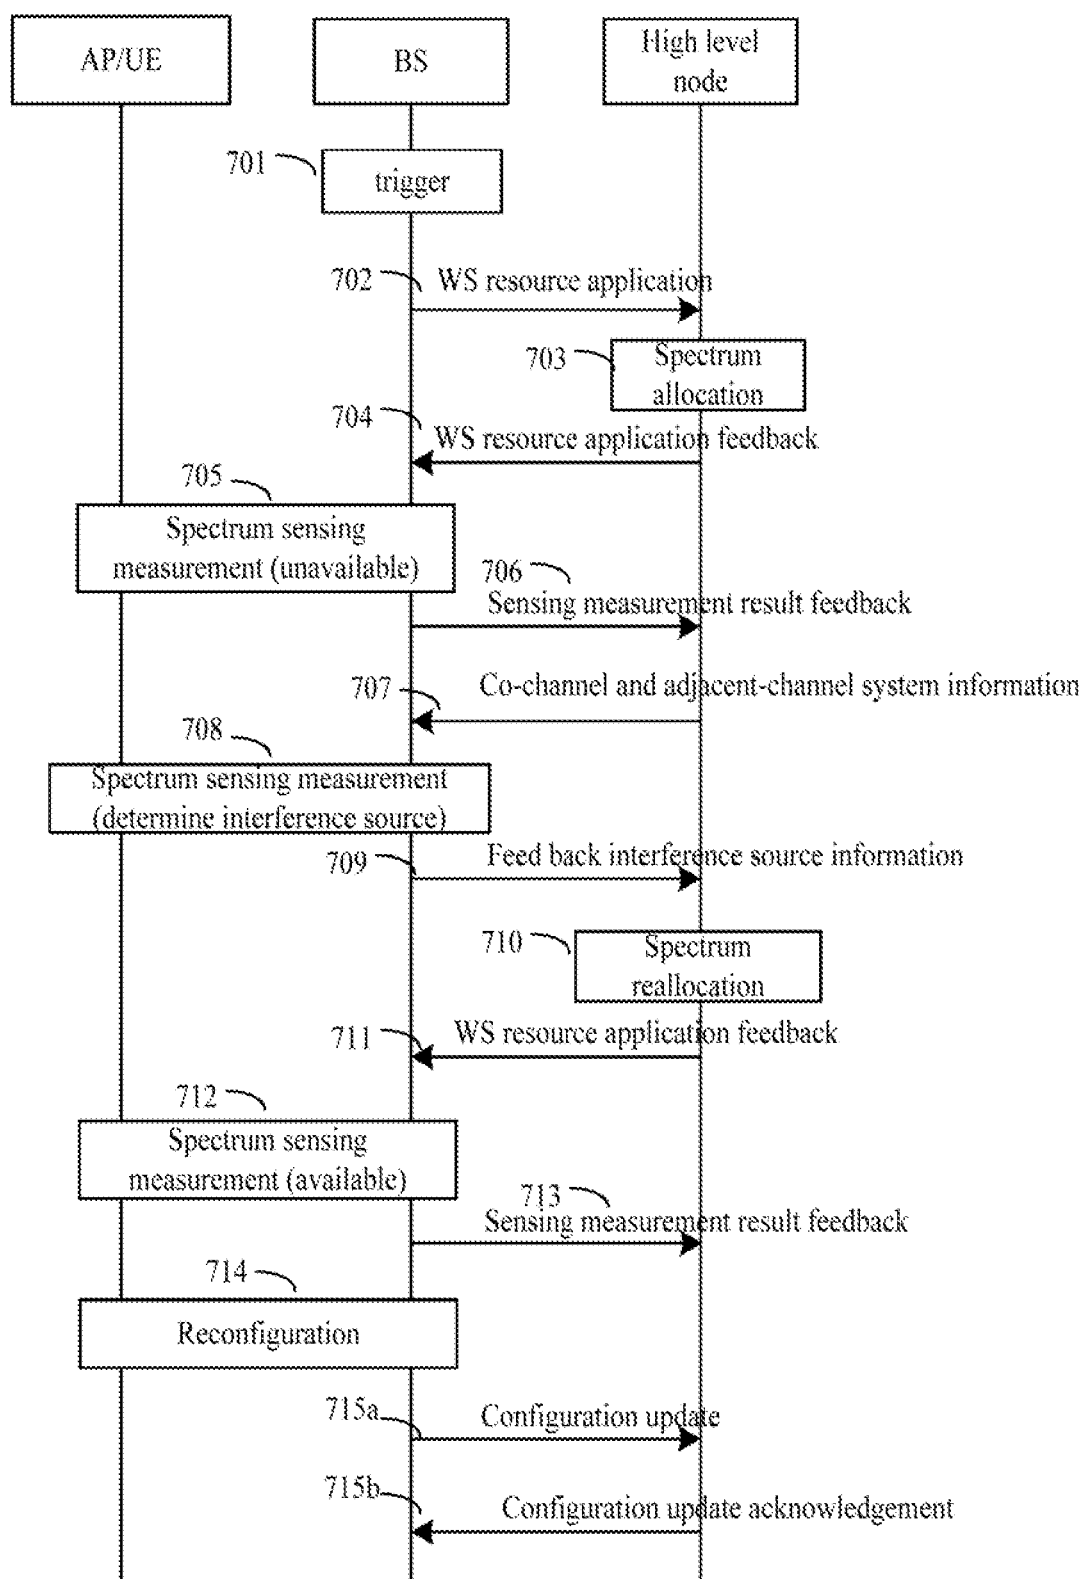 AP/UE
BS
High level
node
701
trigger
702
WS resource application
703
Spectrum
allocation
704
WS resource application feedback
705
Spectrum sensing
measurement (unavailable)
706
Sensing measurement result feedback
707
Co-channel and adjacent-channel system information
708
Spectrum sensing measurement
(determine interference source)
709
Feed back interference source information
710
Spectrum
reallocation
711
WS resource application feedback
712
Spectrum sensing
measurement (available)
713
Sensing measurement result feedback
714
Reconfiguration
715a
Configuration update
715b
Configuration update acknowledgement